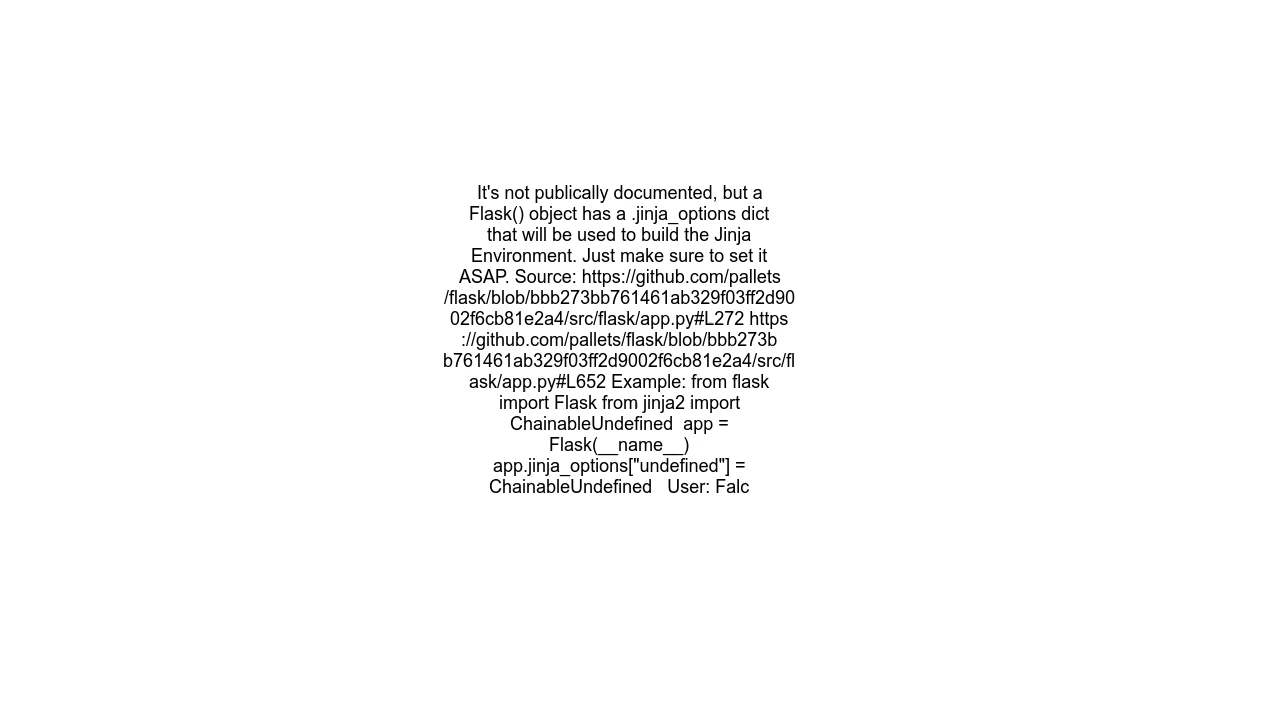 It's not publically documented, but a
Flask() object has a .jinja_options dict
that will be used to build the Jinja
Environment. Just make sure to set it
ASAP. Source: https://github.com/pallets
/flask/blob/bbb273bb761461ab329f03ff2d90
02f6cb81e2a4/src/flask/app.py#L272 https
://github.com/pallets/flask/blob/bbb273b
b761461ab329f03ff2d9002f6cb81e2a4/src/fl
ask/app.py#L652 Example: from flask
import Flask from jinja2 import
ChainableUndefined  app =
Flask(__name__)
app.jinja_options["undefined"] =
ChainableUndefined   User: Falc